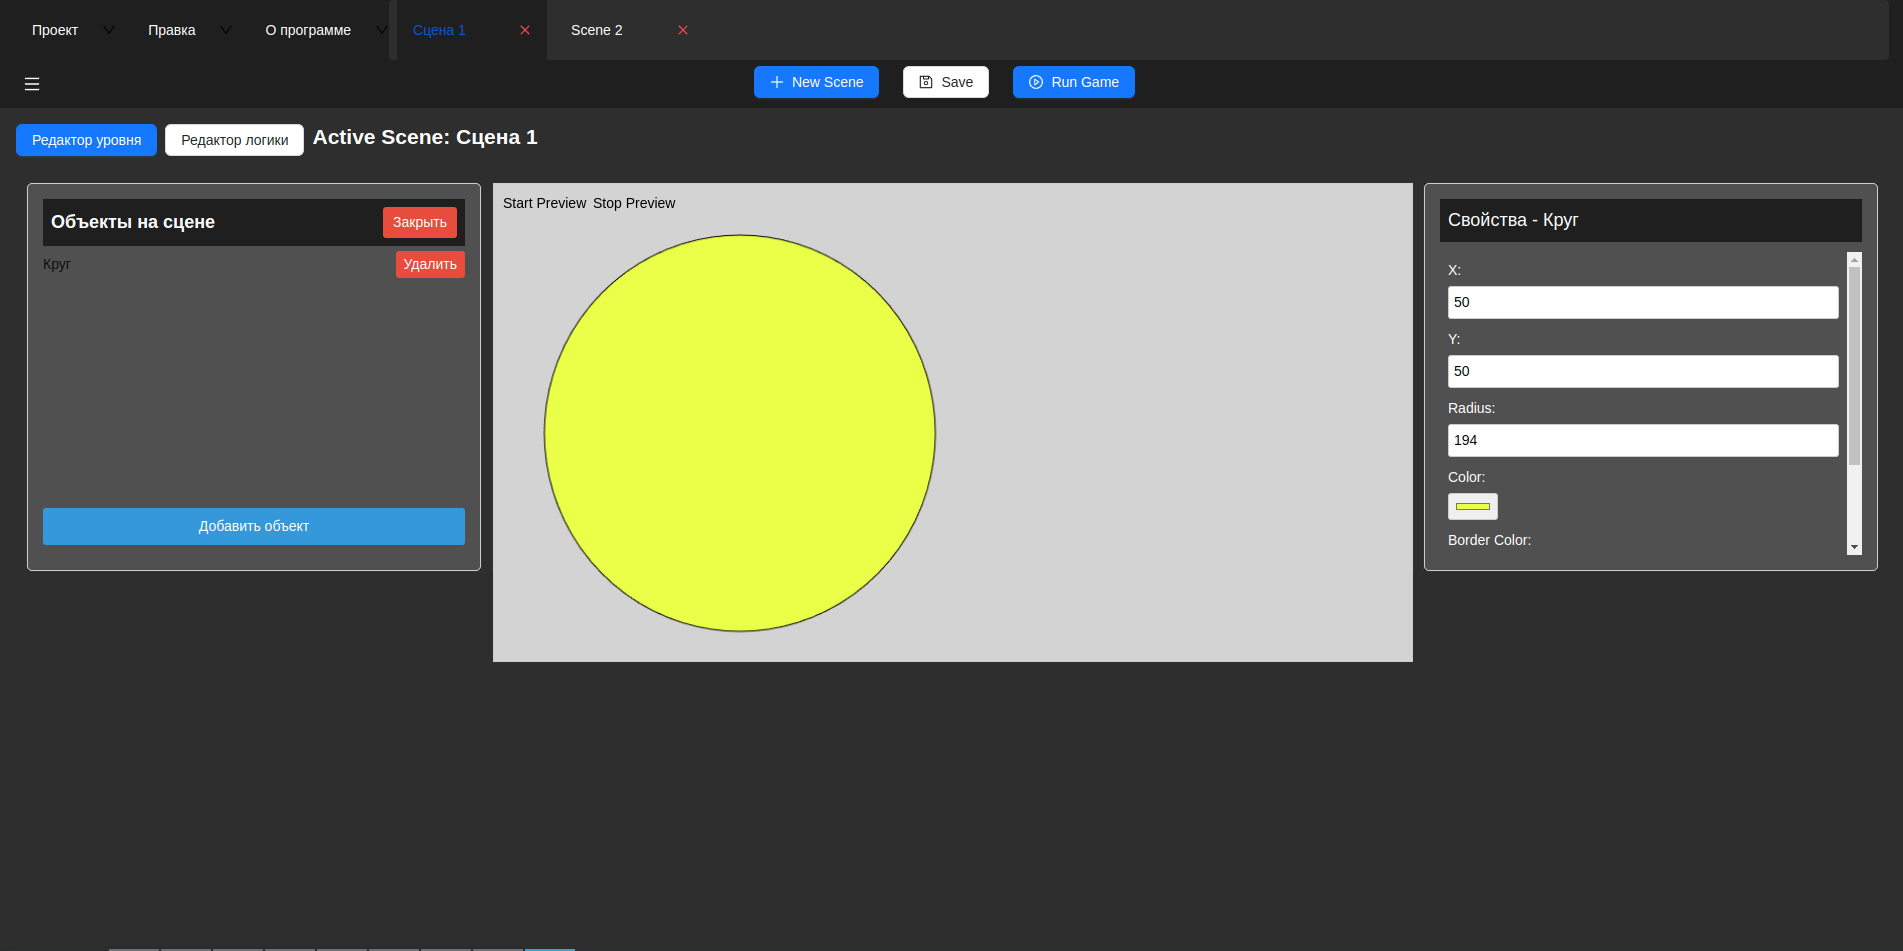 Проект Правка О программе Сцена 1 Scene 2
New Scene Save Run Game
Редактор уровня Редактор логики Active Scene: Сцена 1
Объекты на сцене Закрыть
Круг Удалить
Добавить объект
Start Preview Stop Preview
Свойства - Круг
X:
50
Y:
50
Radius:
194
Color:
Border Color: